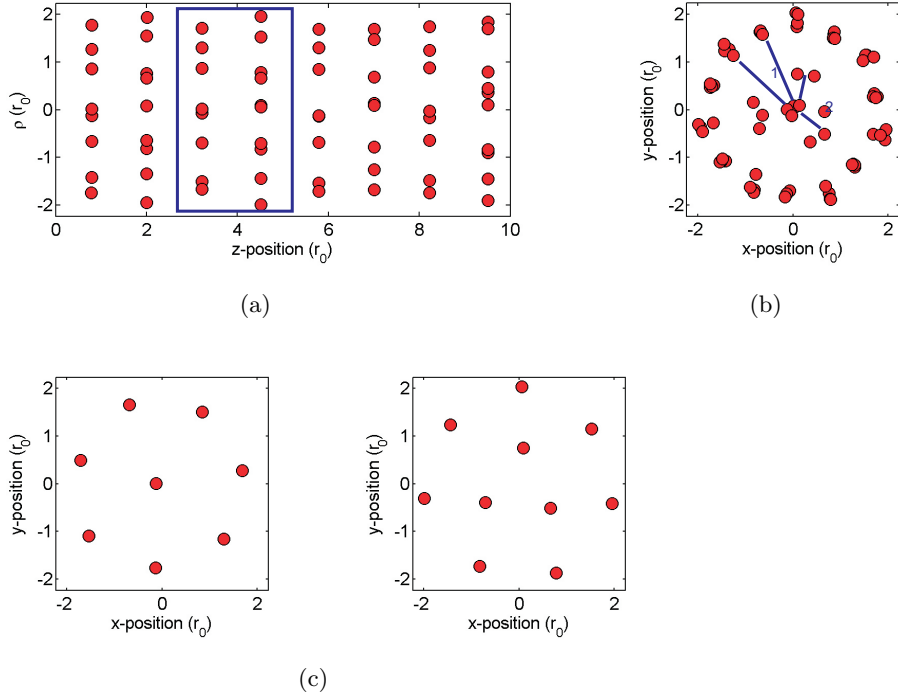 2
1
0
-1
-2
ρ (r0)
0 2 4 6 8 10
z-position (r0)
(a)
2
1
0
-1
-2
y-position (r0)
1
2
-2 0 2
x-position (r0)
(b)
2
1
0
-1
-2
y-position (r0)
-2 0 2
x-position (r0)
2
1
0
-1
-2
y-position (r0)
-2 0 2
x-position (r0)
(c)